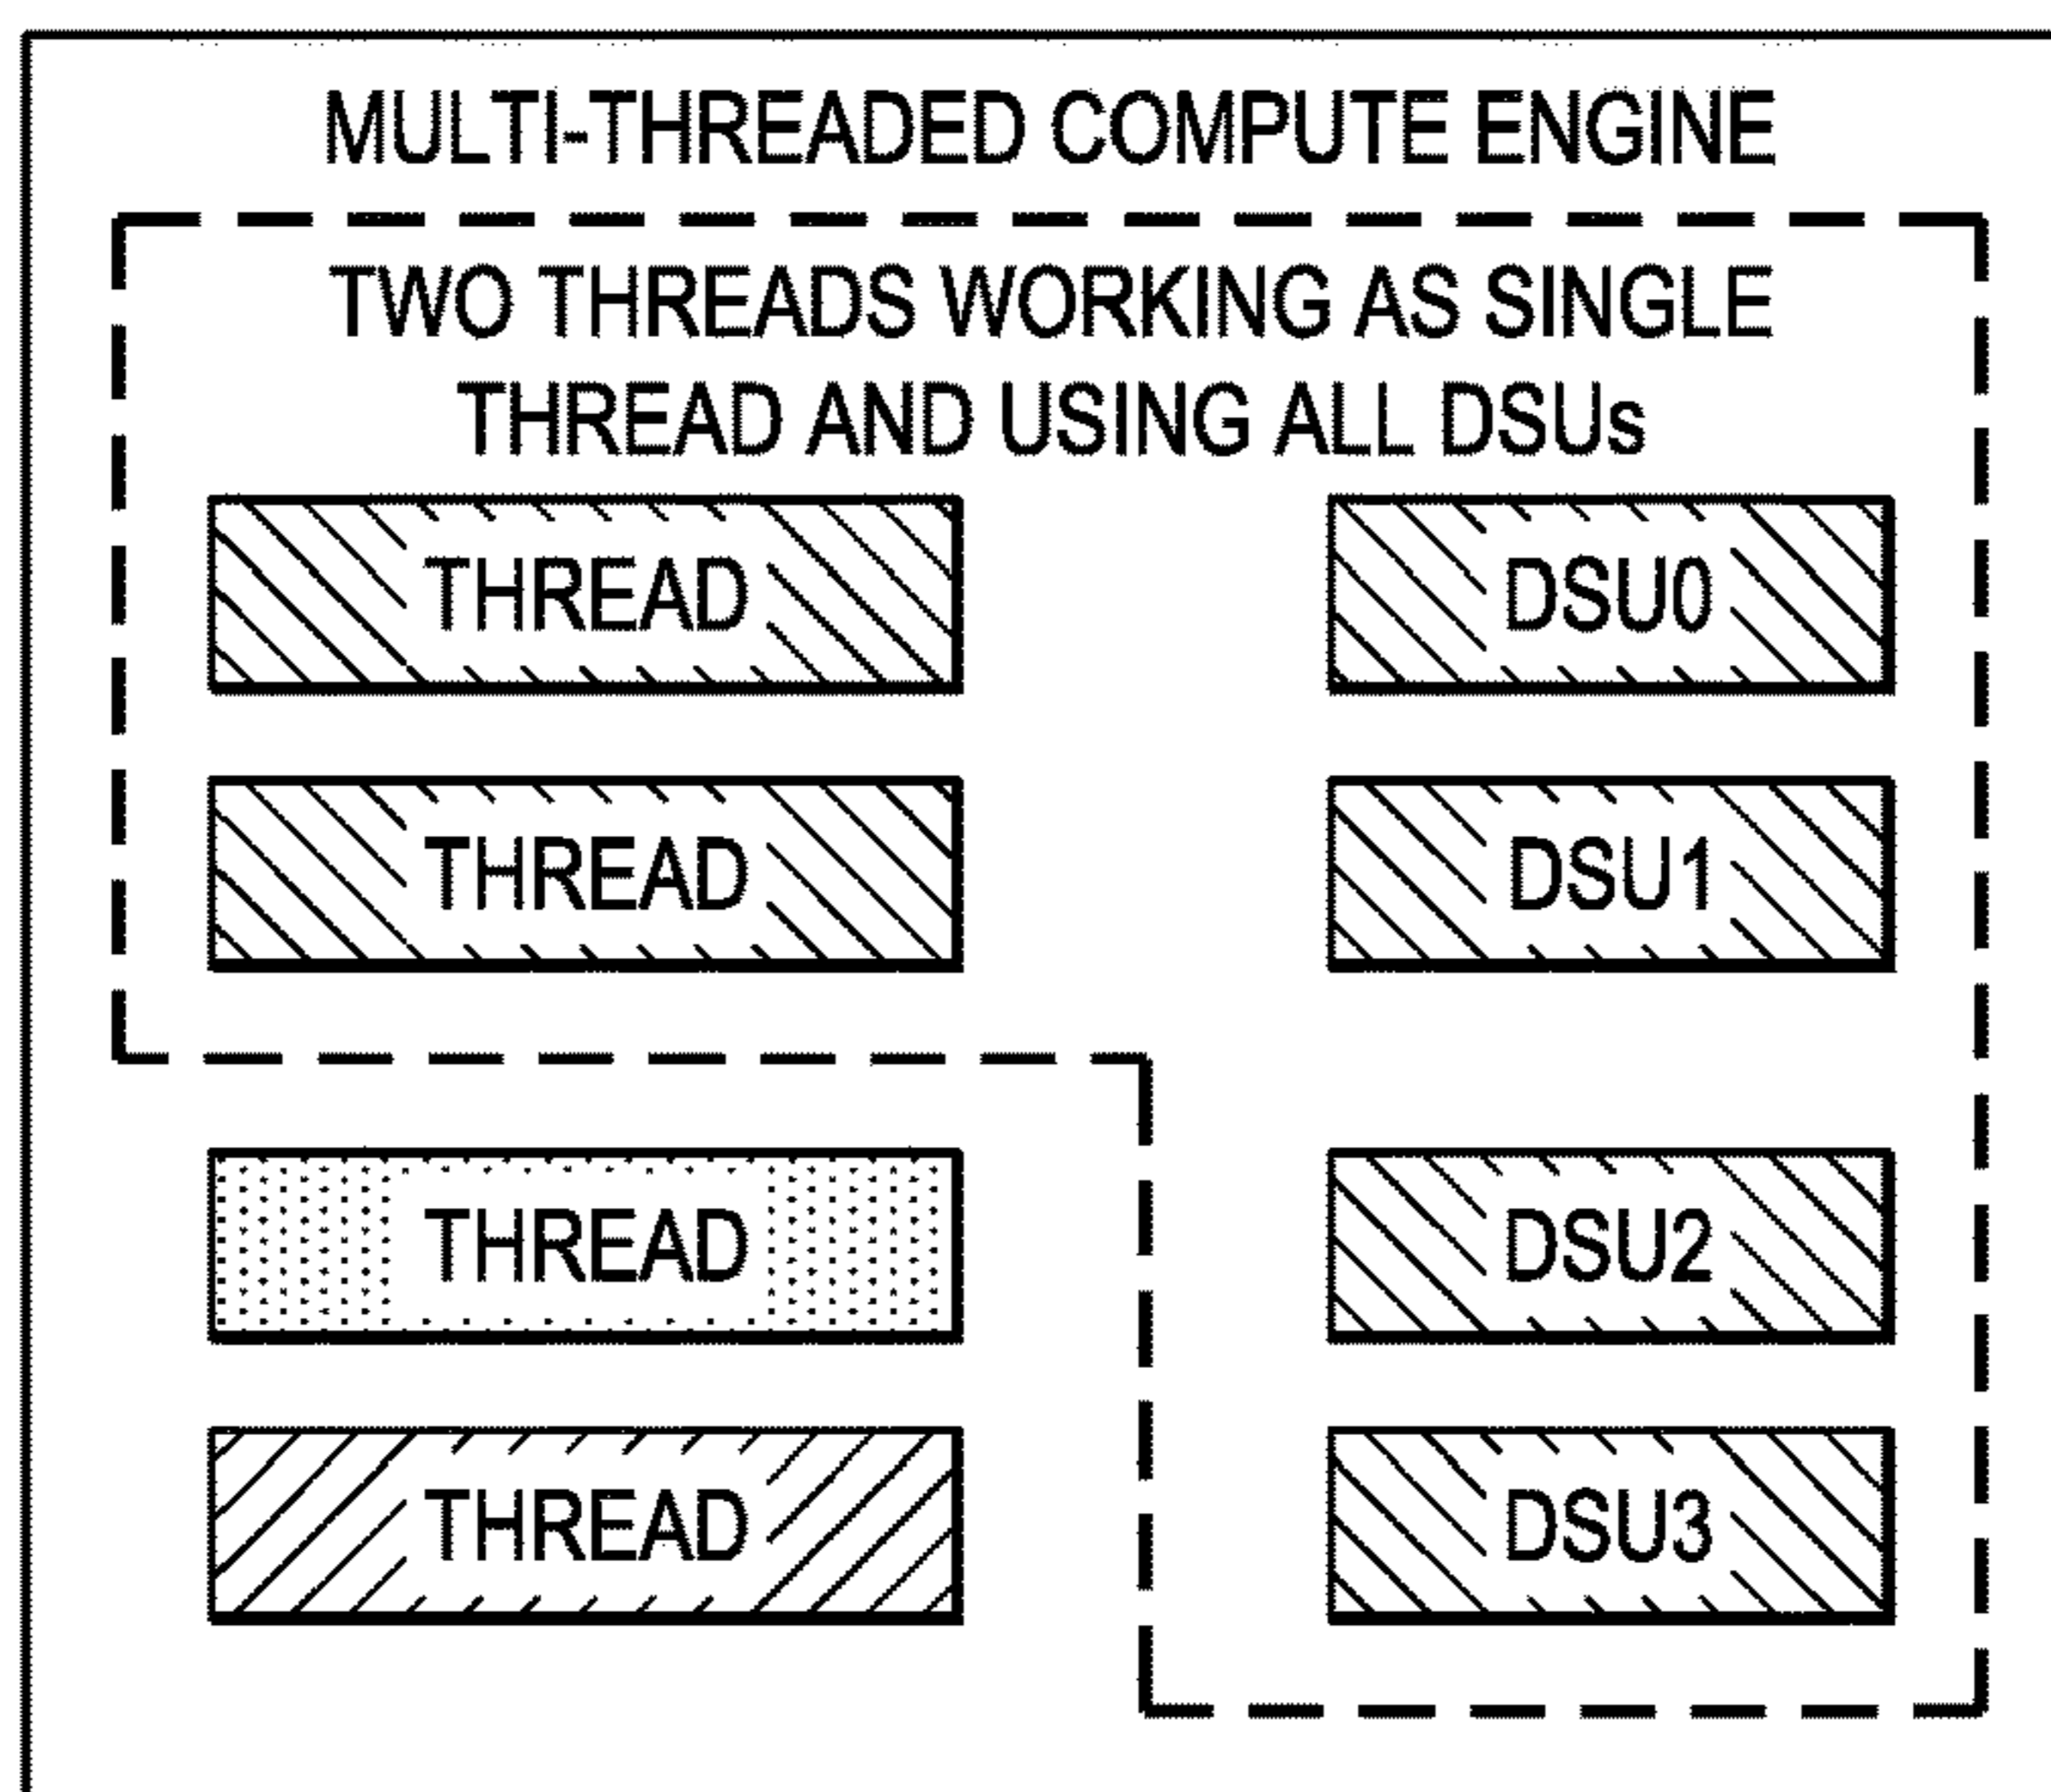 MULTI-THREADED COMPUTE ENGINE
TWO THREADS WORKING AS SINGLE
THREAD AND USING ALL DSUs
THREAD
DSU0
THREAD
DSU1
THREAD
DSU2
THREAD
DSU3